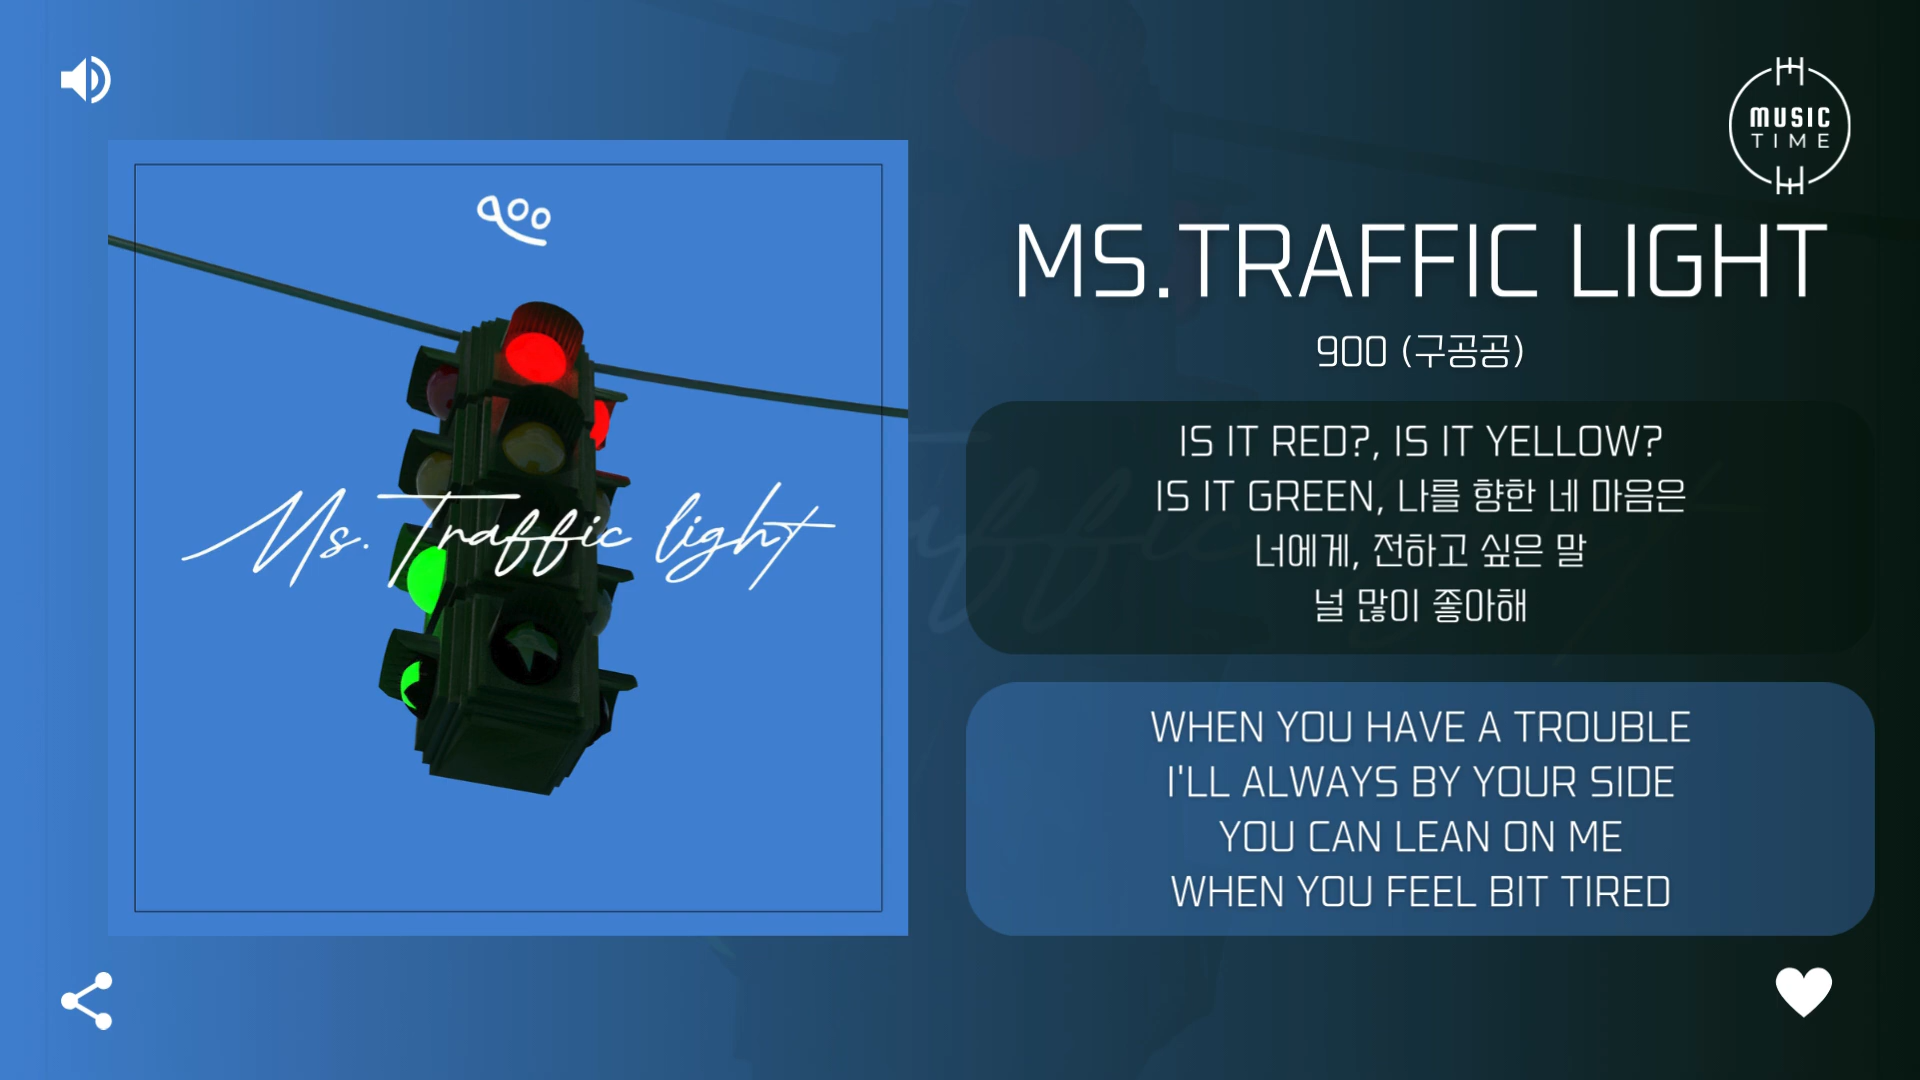 MUSIC
TIME
900
Ms. Traffic light
MS.TRAFFIC LIGHT
900 (구공공)
IS IT RED?, IS IT YELLOW?
IS IT GREEN, 나를 향한 네 마음은
너에게, 전하고 싶은 말
널 많이 좋아해
WHEN YOU HAVE A TROUBLE
I'LL ALWAYS BY YOUR SIDE
YOU CAN LEAN ON ME
WHEN YOU FEEL BIT TIRED